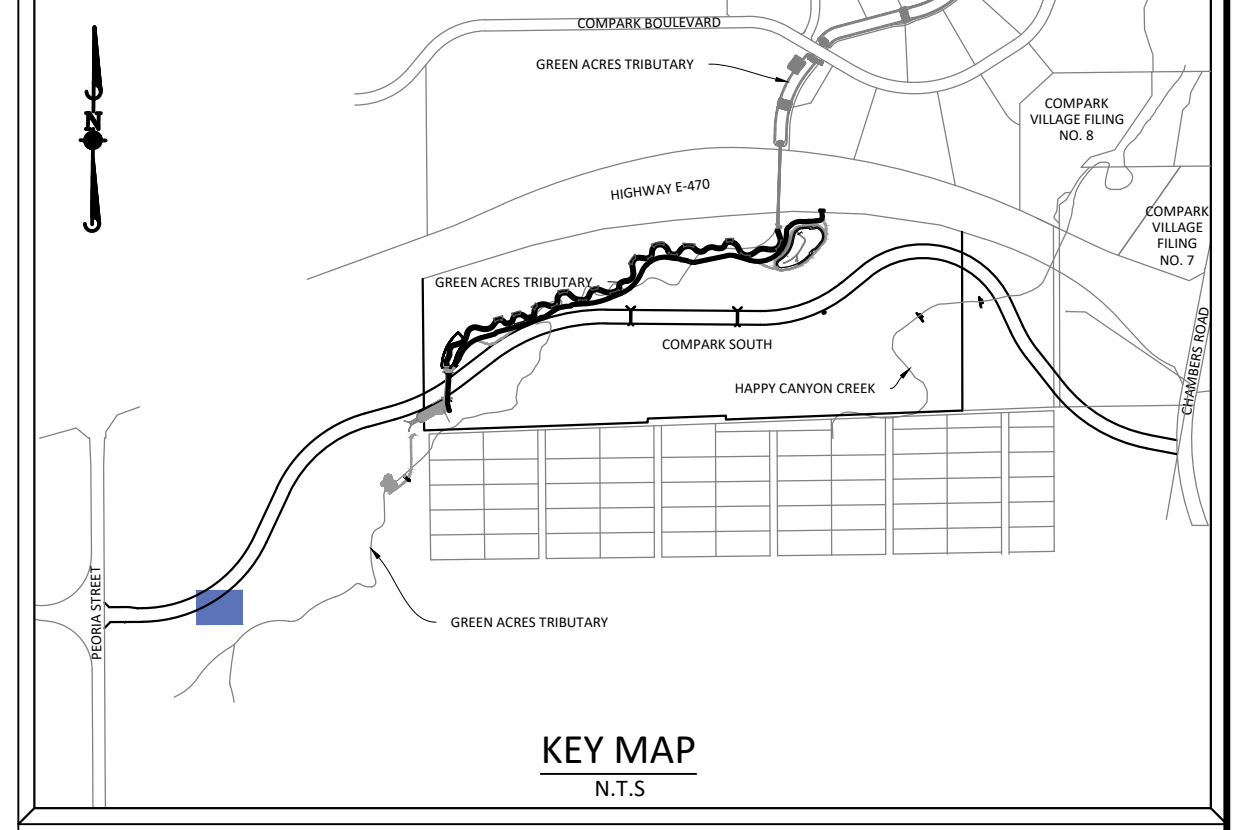 COMPARK BOULEVARD
GREEN ACRES TRIBUTARY
N
COMPARK
VILLAGE FILING
NO. 8
HIGHWAY E-470
COMPARK
VILLAGE
FILING
NO. 7
GREEN ACRES TRIBUTARY
COMPARK SOUTH
CHAMBERS ROAD
HAPPY CANYON CREEK
PEORIA STREET
GREEN ACRES TRIBUTARY
KEY MAP
N.T.S